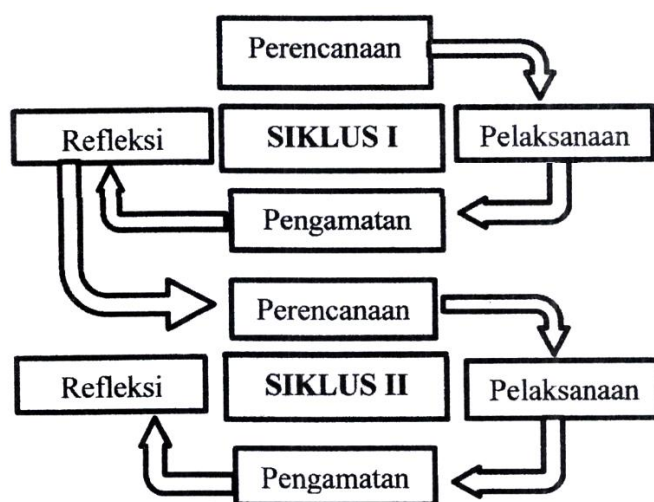 Perencanaan
Refleksi
SIKLUS I
Pelaksanaan
Pengamatan
Perencanaan
Refleksi
SIKLUS II
Pelaksanaan
Pengamatan